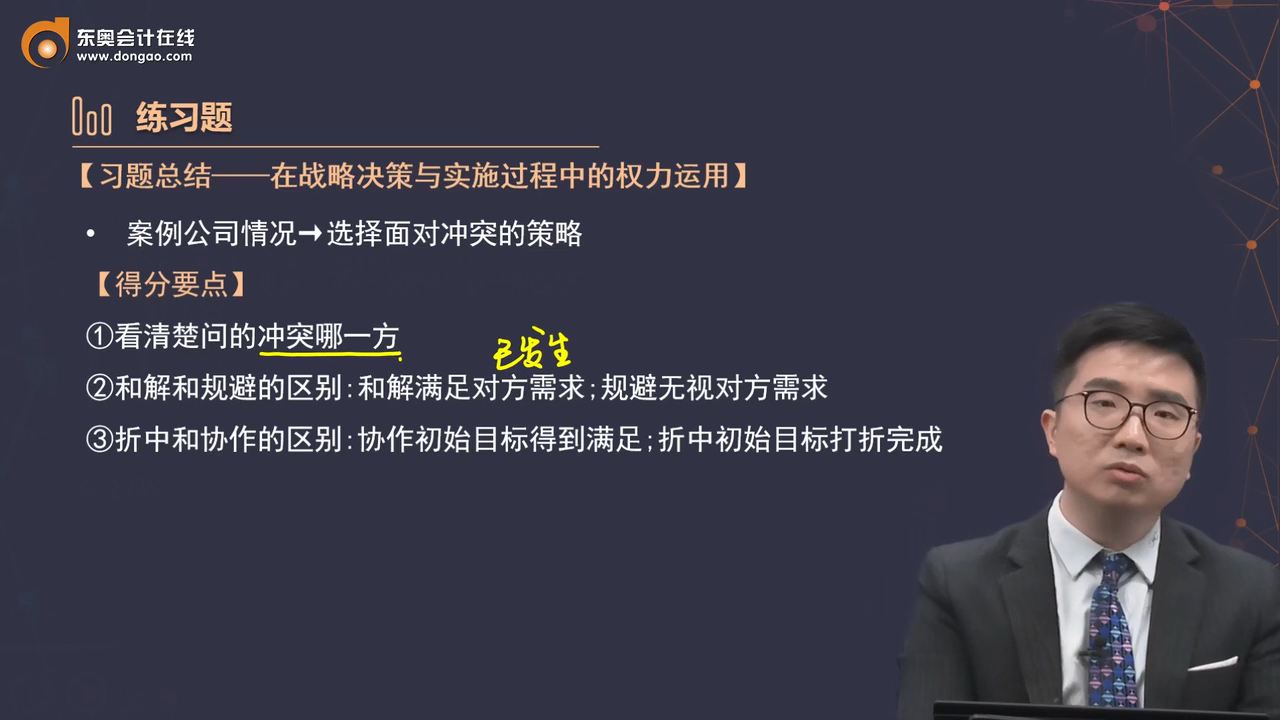 东奥会计在线
www.dongao.com
练习题
【习题总结——在战略决策与实施过程中的权力运用】
• 案例公司情况→选择面对冲突的策略
【得分要点】
①看清楚问的冲突哪一方
已发生
②和解和规避的区别:和解满足对方需求;规避无视对方需求
③折中和协作的区别:协作初始目标得到满足;折中初始目标打折完成